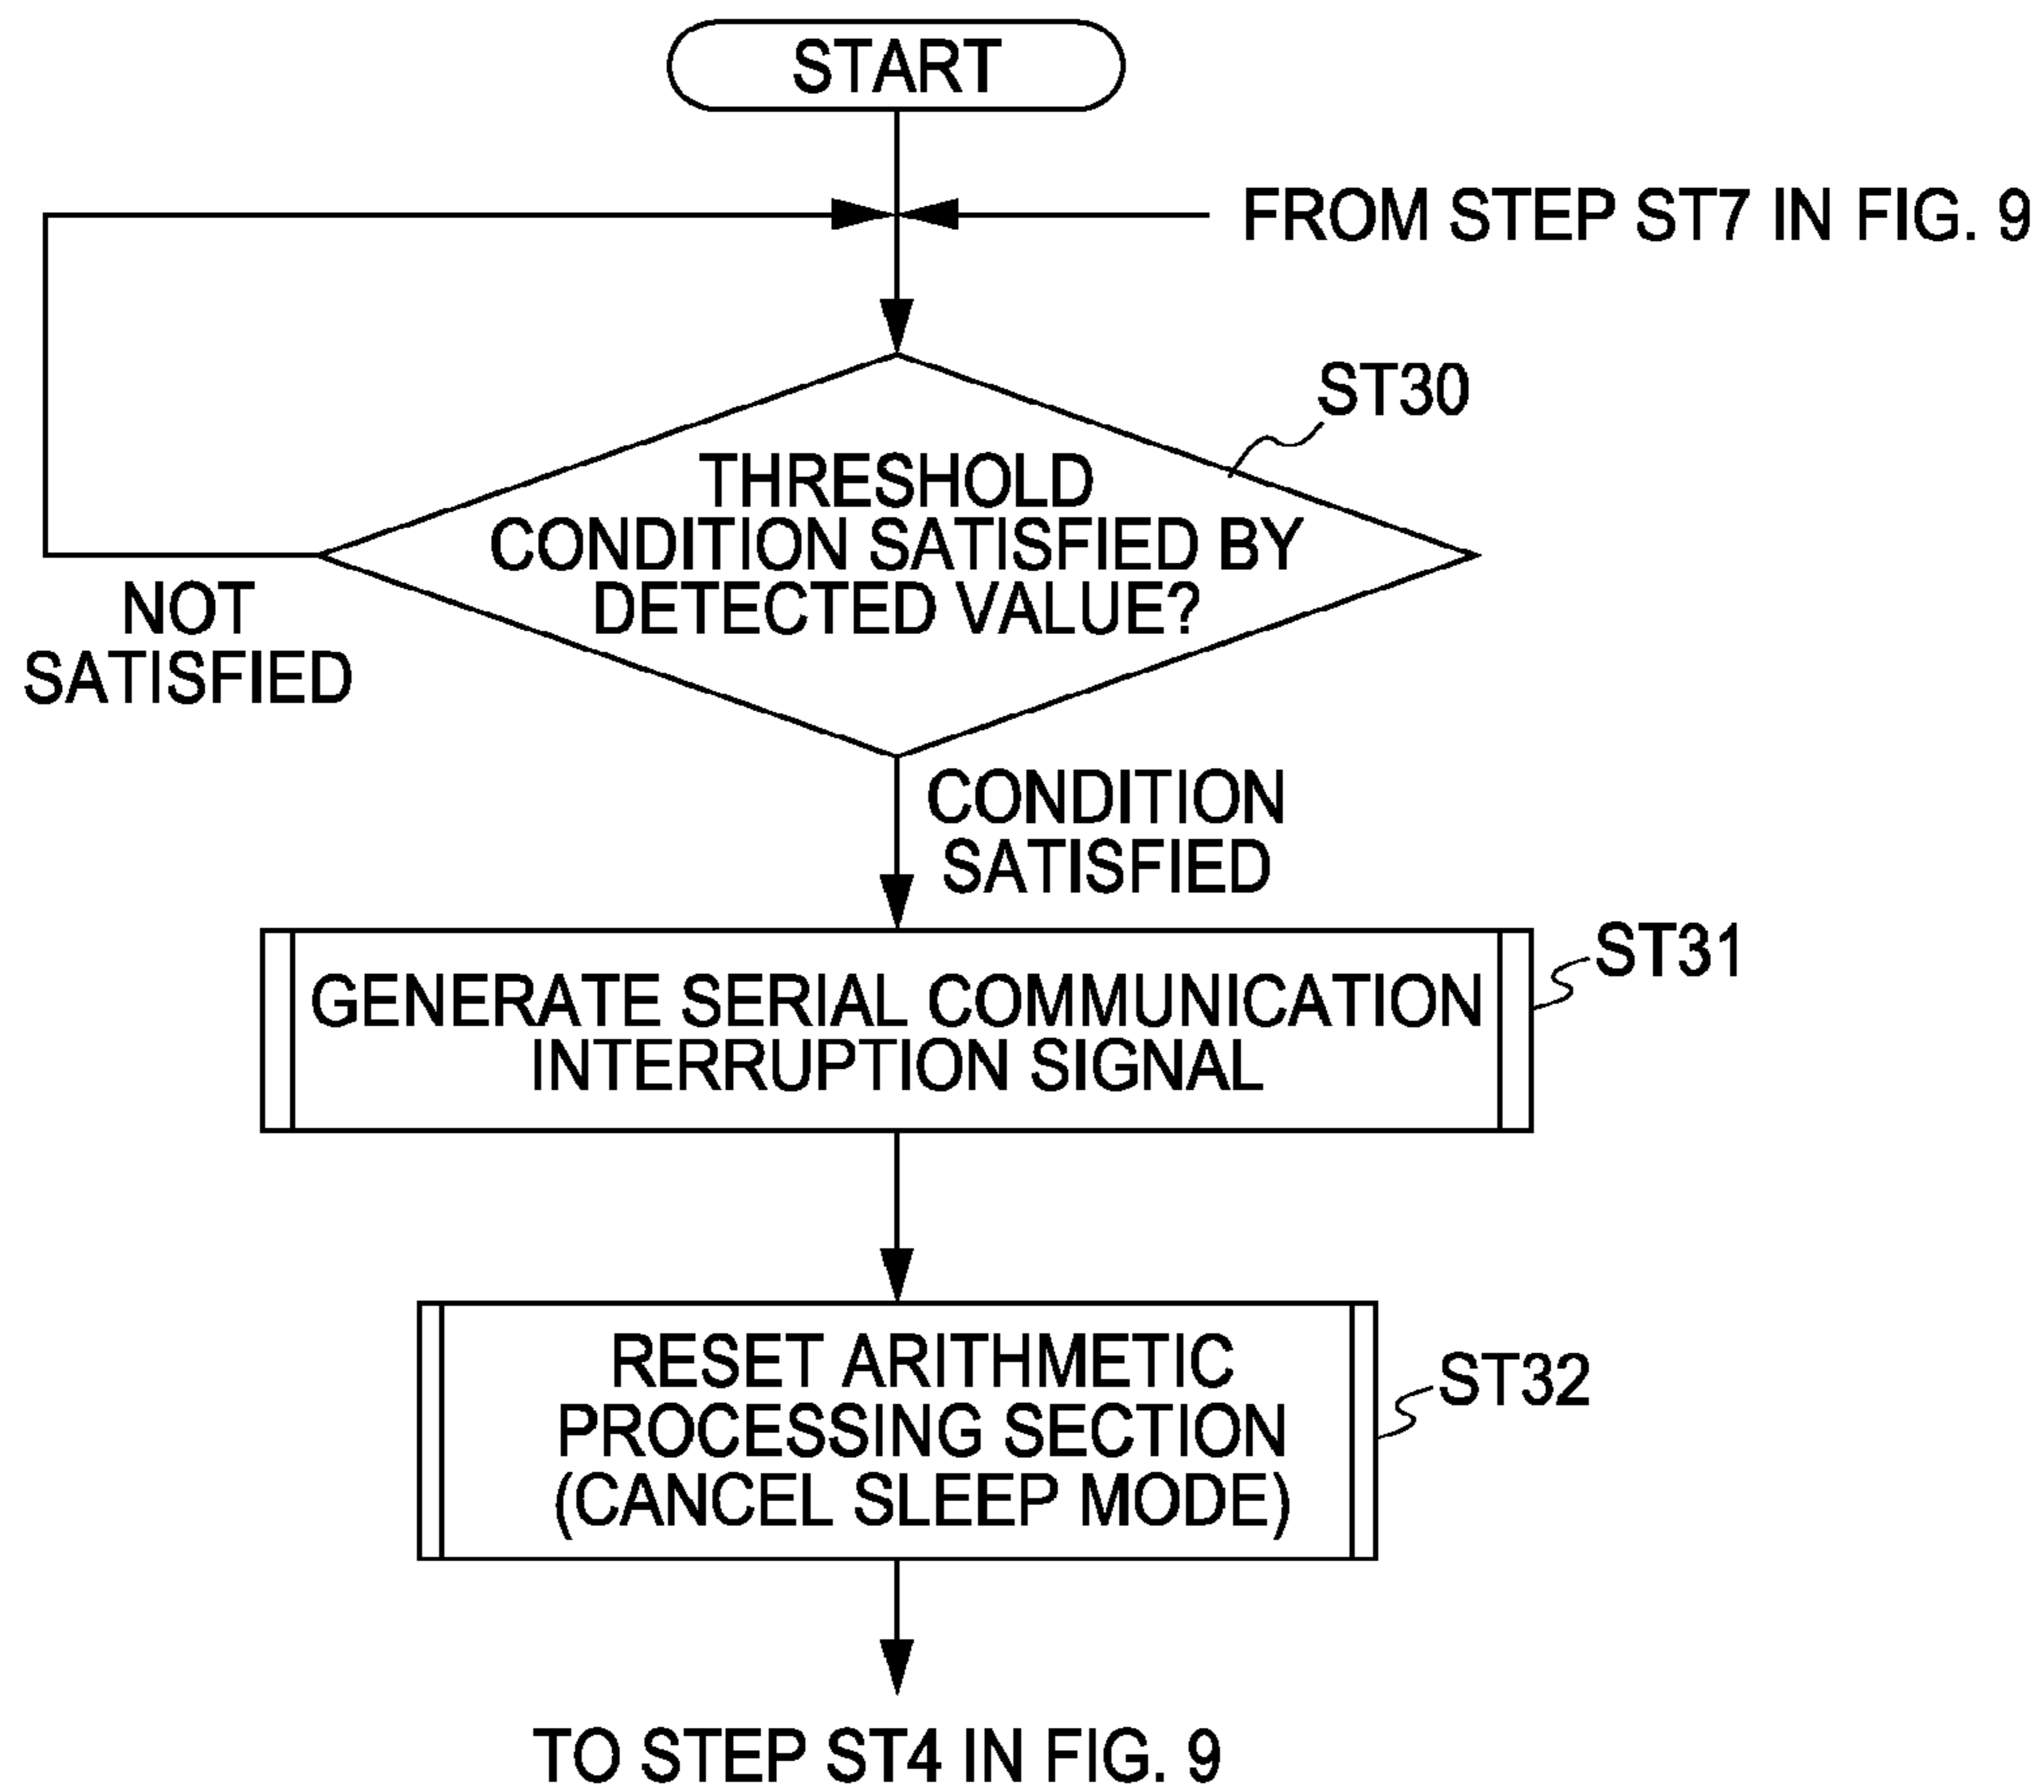 START
FROM STEP ST7 IN FIG. 9
ST30
THRESHOLD
CONDITION SATISFIED BY
DETECTED VALUE?
NOT
SATISFIED
CONDITION
SATISFIED
ST31
GENERATE SERIAL COMMUNICATION
INTERRUPTION SIGNAL
RESET ARITHMETIC
PROCESSING SECTION
(CANCEL SLEEP MODE)
ST32
TO STEP ST4 IN FIG. 9